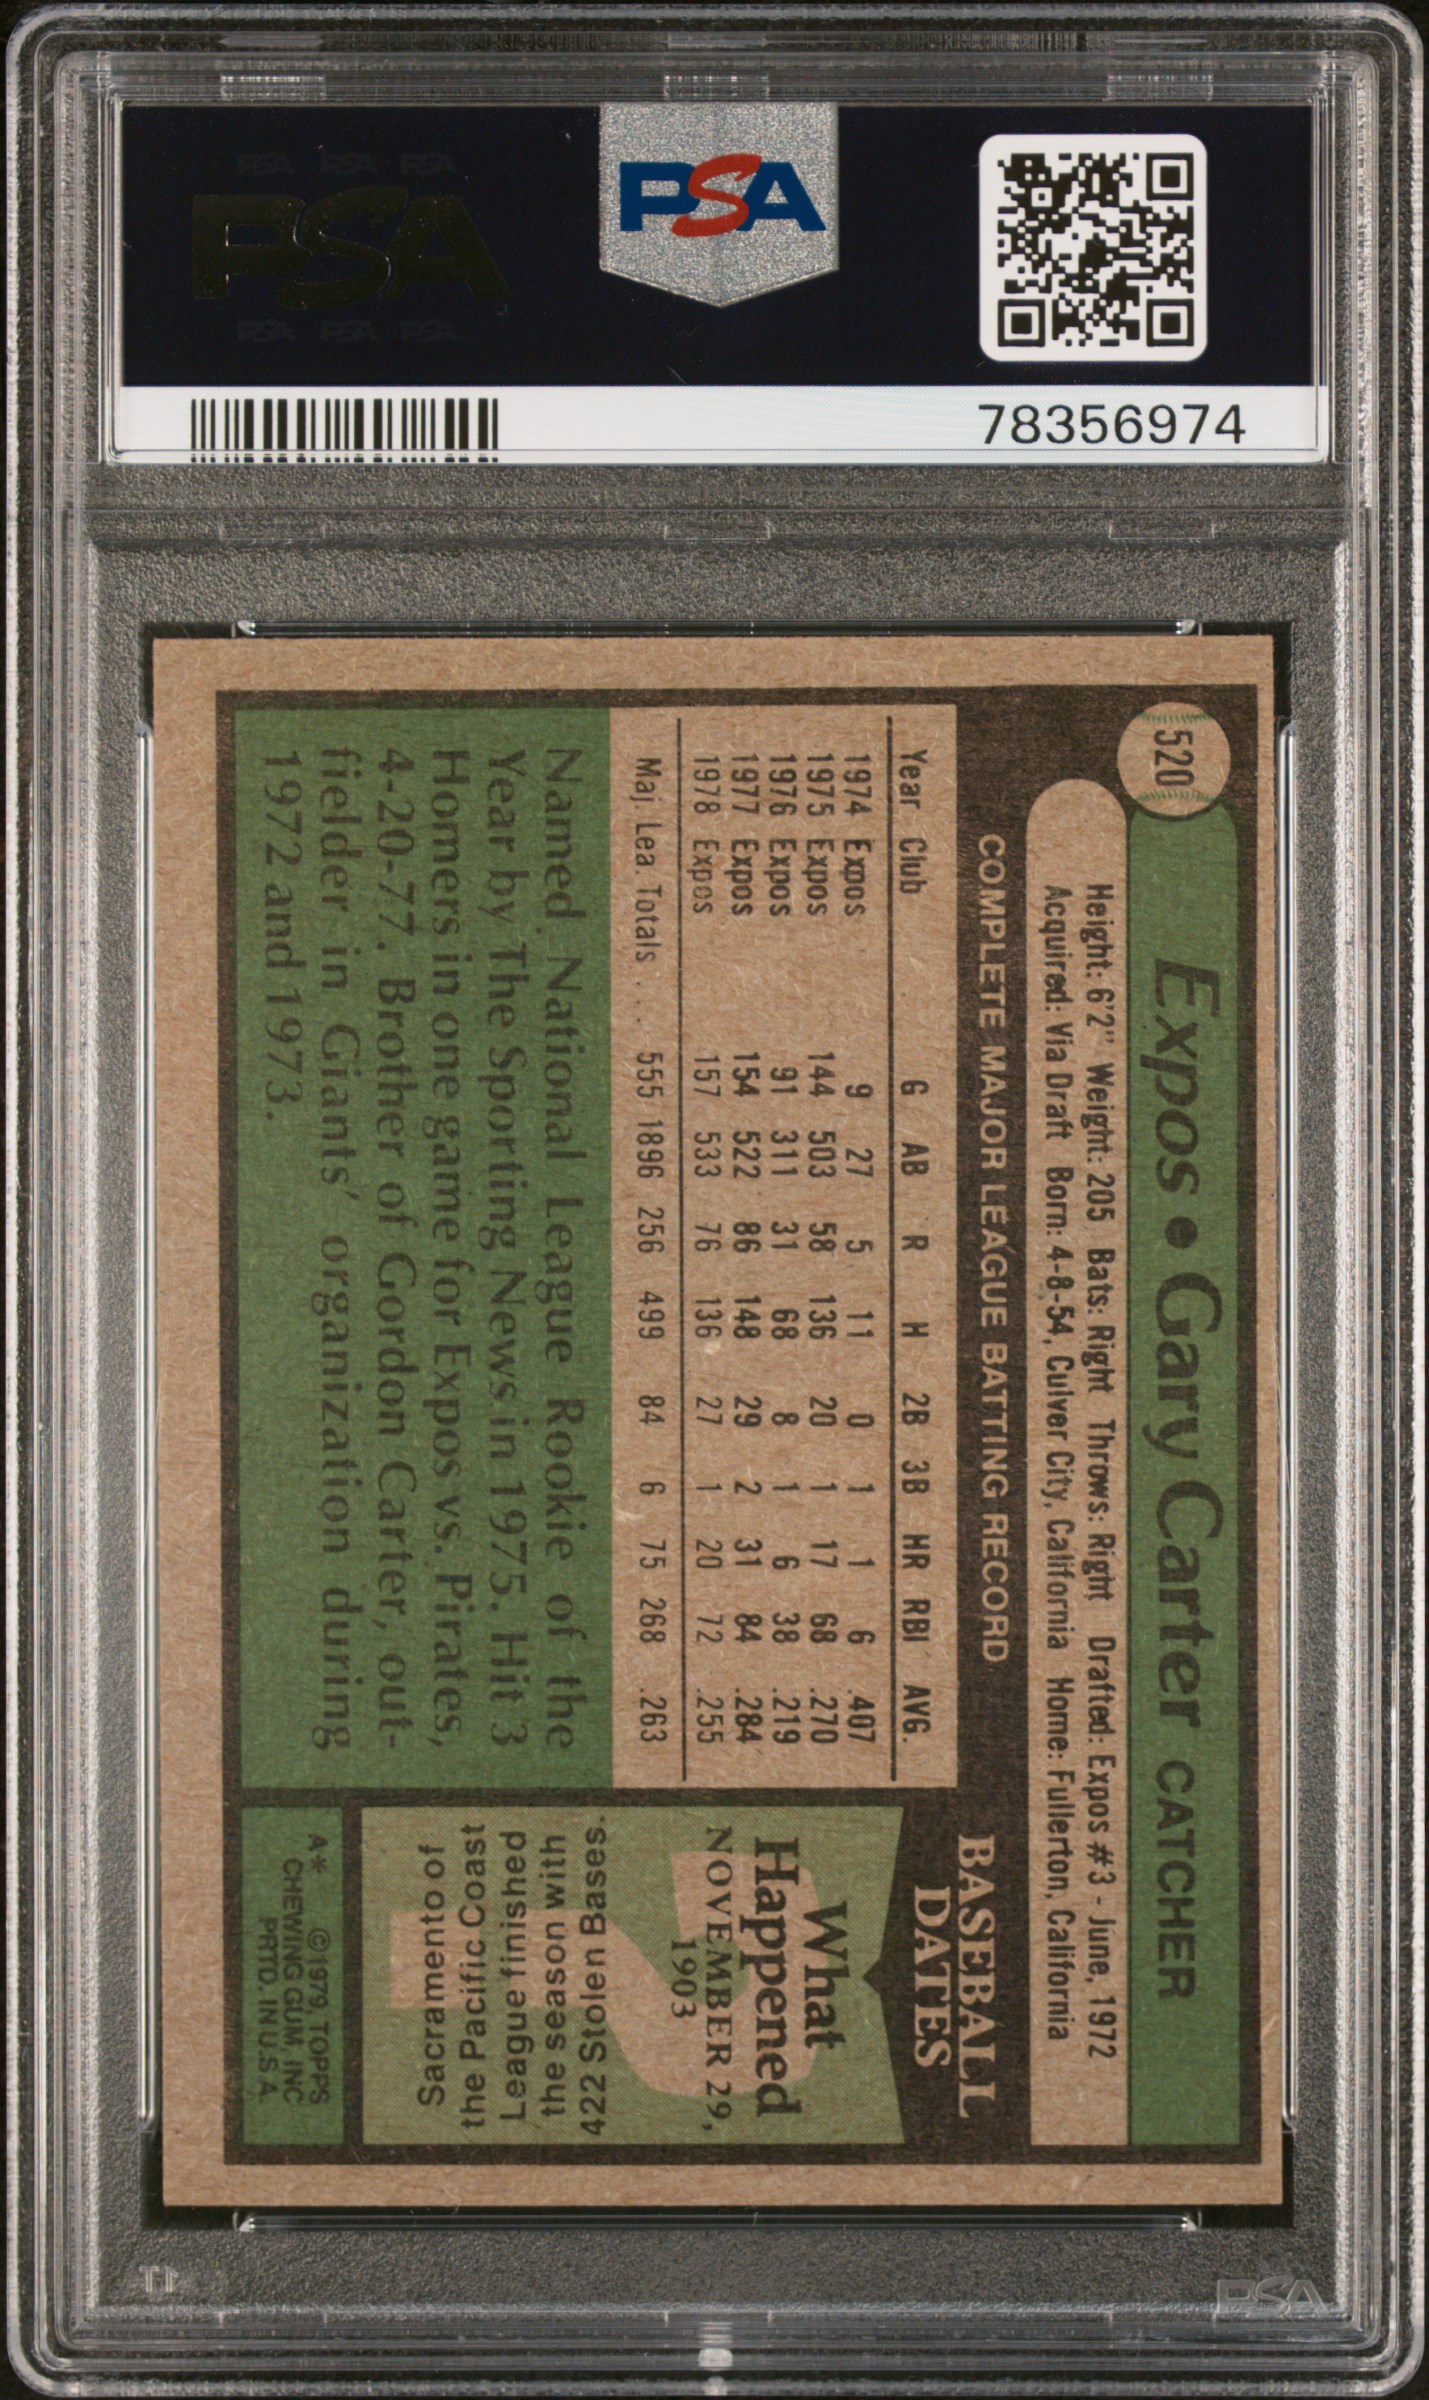 PSA PSA PSA
PSA
PSA PSA PSA
PSA
78356974
520
Expos • Gary Carter CATCHER
Height: 6'2" Weight: 205 Bats: Right Throws: Right Drafted: Expos #3 - June, 1972
Acquired: Via Draft Born: 4-8-54, Culver City, California Home: Fullerton, California
COMPLETE MAJOR LEAGUE BATTING RECORD
Year Club G AB R H 2B 3B HR RBI AVG.
1974 Expos 9 27 5 11 0 1 1 6 .407
1975 Expos 144 503 58 136 20 1 17 68 .270
1976 Expos 91 311 31 68 8 1 6 38 .219
1977 Expos 154 522 86 148 29 2 31 84 .284
1978 Expos 157 533 76 136 27 1 20 72 .255
Maj. Lea. Totals . . . 555 1896 256 499 84 6 75 268 .263
Named National League Rookie of the
Year by The Sporting News in 1975. Hit 3
Homers in one game for Expos vs. Pirates,
4-20-77. Brother of Gordon Carter, out-
fielder in Giants' organization during
1972 and 1973.
BASEBALL
DATES
What
Happened
NOVEMBER 29,
1903
Sacramento of
the Pacific Coast
League finished
the season with
422 Stolen Bases.
A* ©1979 TOPPS
CHEWING GUM, INC
PRTD. IN U.S.A.
PSA